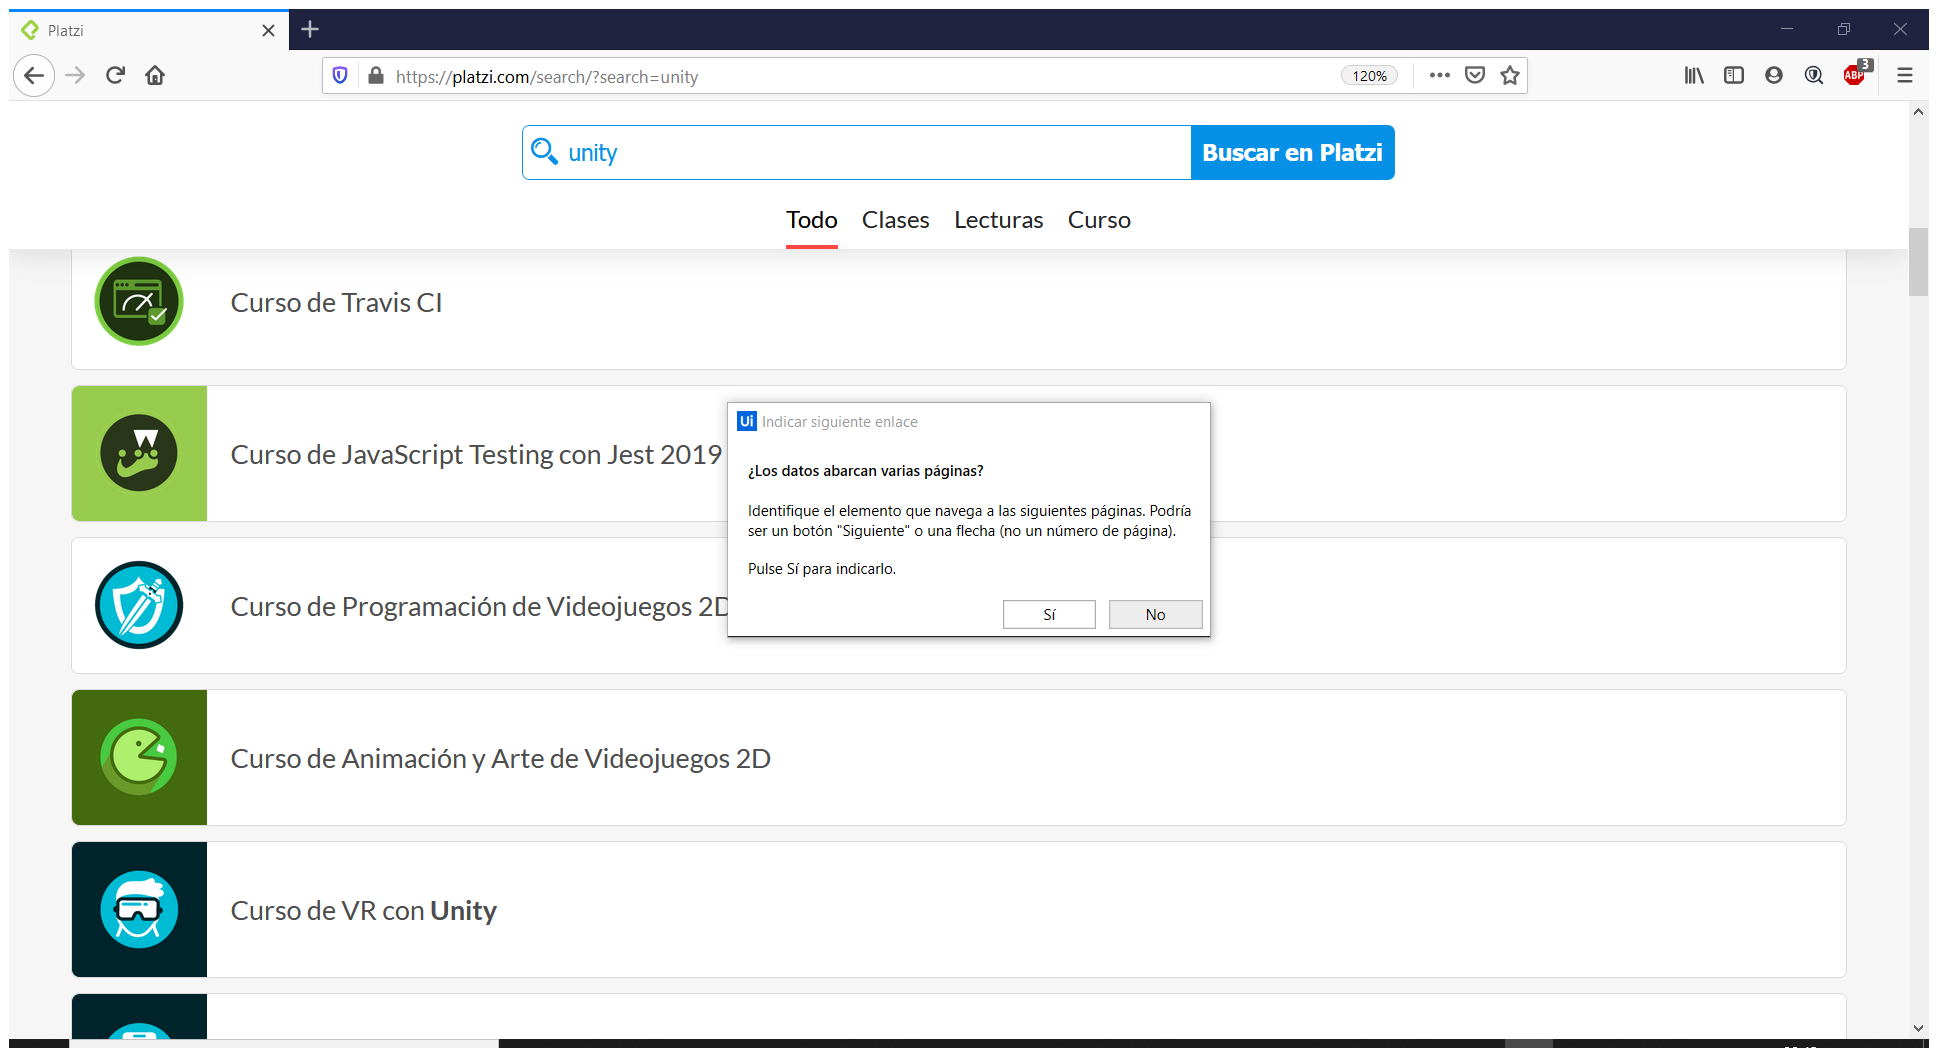 Platzi
https://platzi.com/search/?search=unity
120%
ABP
3
unity
Buscar en Platzi
Todo
Clases
Lecturas
Curso
Curso de Travis CI
Curso de JavaScript Testing con Jest 2019
Ui Indicar siguiente enlace
¿Los datos abarcan varias páginas?
Identifique el elemento que navega a las siguientes páginas. Podría
ser un botón "Siguiente" o una flecha (no un número de página).
Pulse Sí para indicarlo.
Sí
No
Curso de Programación de Videojuegos 2D
Curso de Animación y Arte de Videojuegos 2D
Curso de VR con Unity